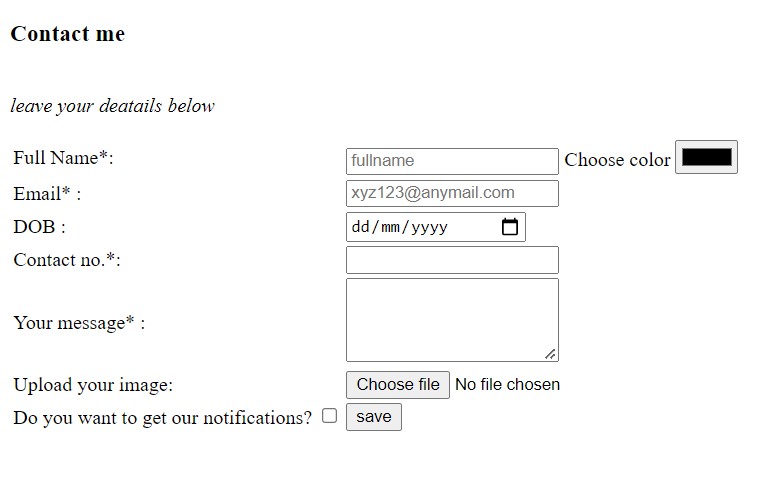 Contact me
leave your deatails below
Full Name*: fullname Choose color
Email* : xyz123@anymail.com
DOB : dd/mm/yyyy
Contact no.*:
Your message* :
Upload your image: Choose file No file chosen
Do you want to get our notifications? save